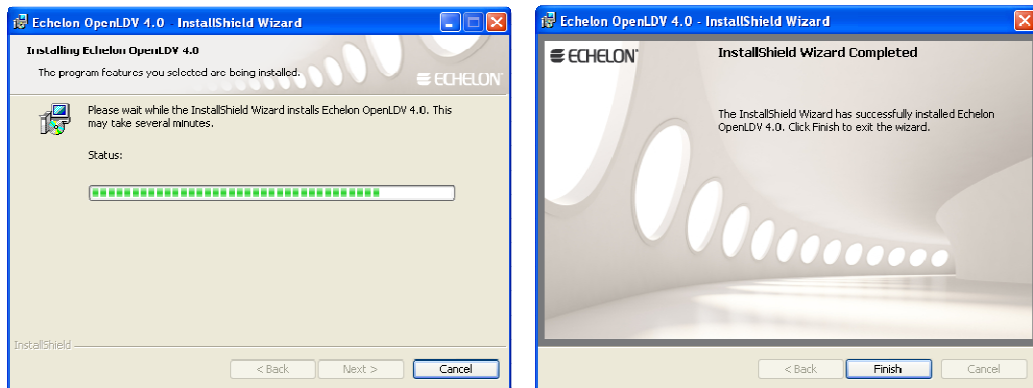 Echelon OpenLDV 4.0 - InstallShield Wizard
Installing Echelon OpenLDV 4.0
The program features you selected are being installed.
ECHELON
Please wait while the InstallShield Wizard installs Echelon OpenLDV 4.0. This
may take several minutes.
Status:
InstallShield
< Back
Next >
Cancel
Echelon OpenLDV 4.0 - InstallShield Wizard
ECHELON
InstallShield Wizard Completed
The InstallShield Wizard has successfully installed Echelon
OpenLDV 4.0. Click Finish to exit the wizard.
< Back
Finish
Cancel